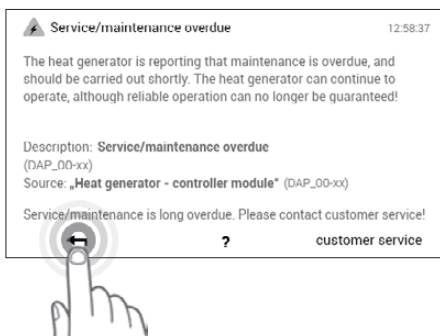 Service/maintenance overdue 12:58:37
The heat generator is reporting that maintenance is overdue, and
should be carried out shortly. The heat generator can continue to
operate, although reliable operation can no longer be guaranteed!
Description: Service/maintenance overdue
(DAP_00-xx)
Source: „Heat generator - controller module“ (DAP_00-xx)
Service/maintenance is long overdue. Please contact customer service!
? customer service